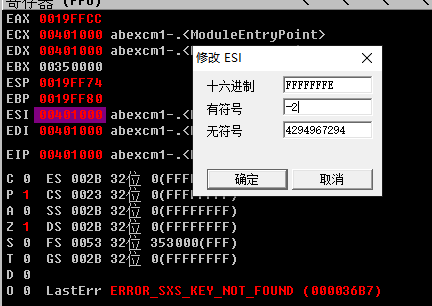 寄存器 (FPU)
EAX 0019FFCC
ECX 00401000 abexcm1-.<ModuleEntryPoint>
EDX 00401000 abexcm1-.<
EBX 00350000
ESP 0019FF74
EBP 0019FF80
ESI 00401000 abexcm1-.<
EDI 00401000 abexcm1-.<
EIP 00401000 abexcm1-.<
修改 ESI
十六进制 FFFFFFFE
有符号 -2
无符号 4294967294
确定 取消
C 0 ES 002B 32位 0(FFFFFFFF)
P 1 CS 0023 32位 0(FFFFFFFF)
A 0 SS 002B 32位 0(FFFFFFFF)
Z 1 DS 002B 32位 0(FFFFFFFF)
S 0 FS 0053 32位 353000(FFF)
T 0 GS 002B 32位 0(FFFFFFFF)
D 0
O 0 LastErr ERROR_SXS_KEY_NOT_FOUND (000036B7)